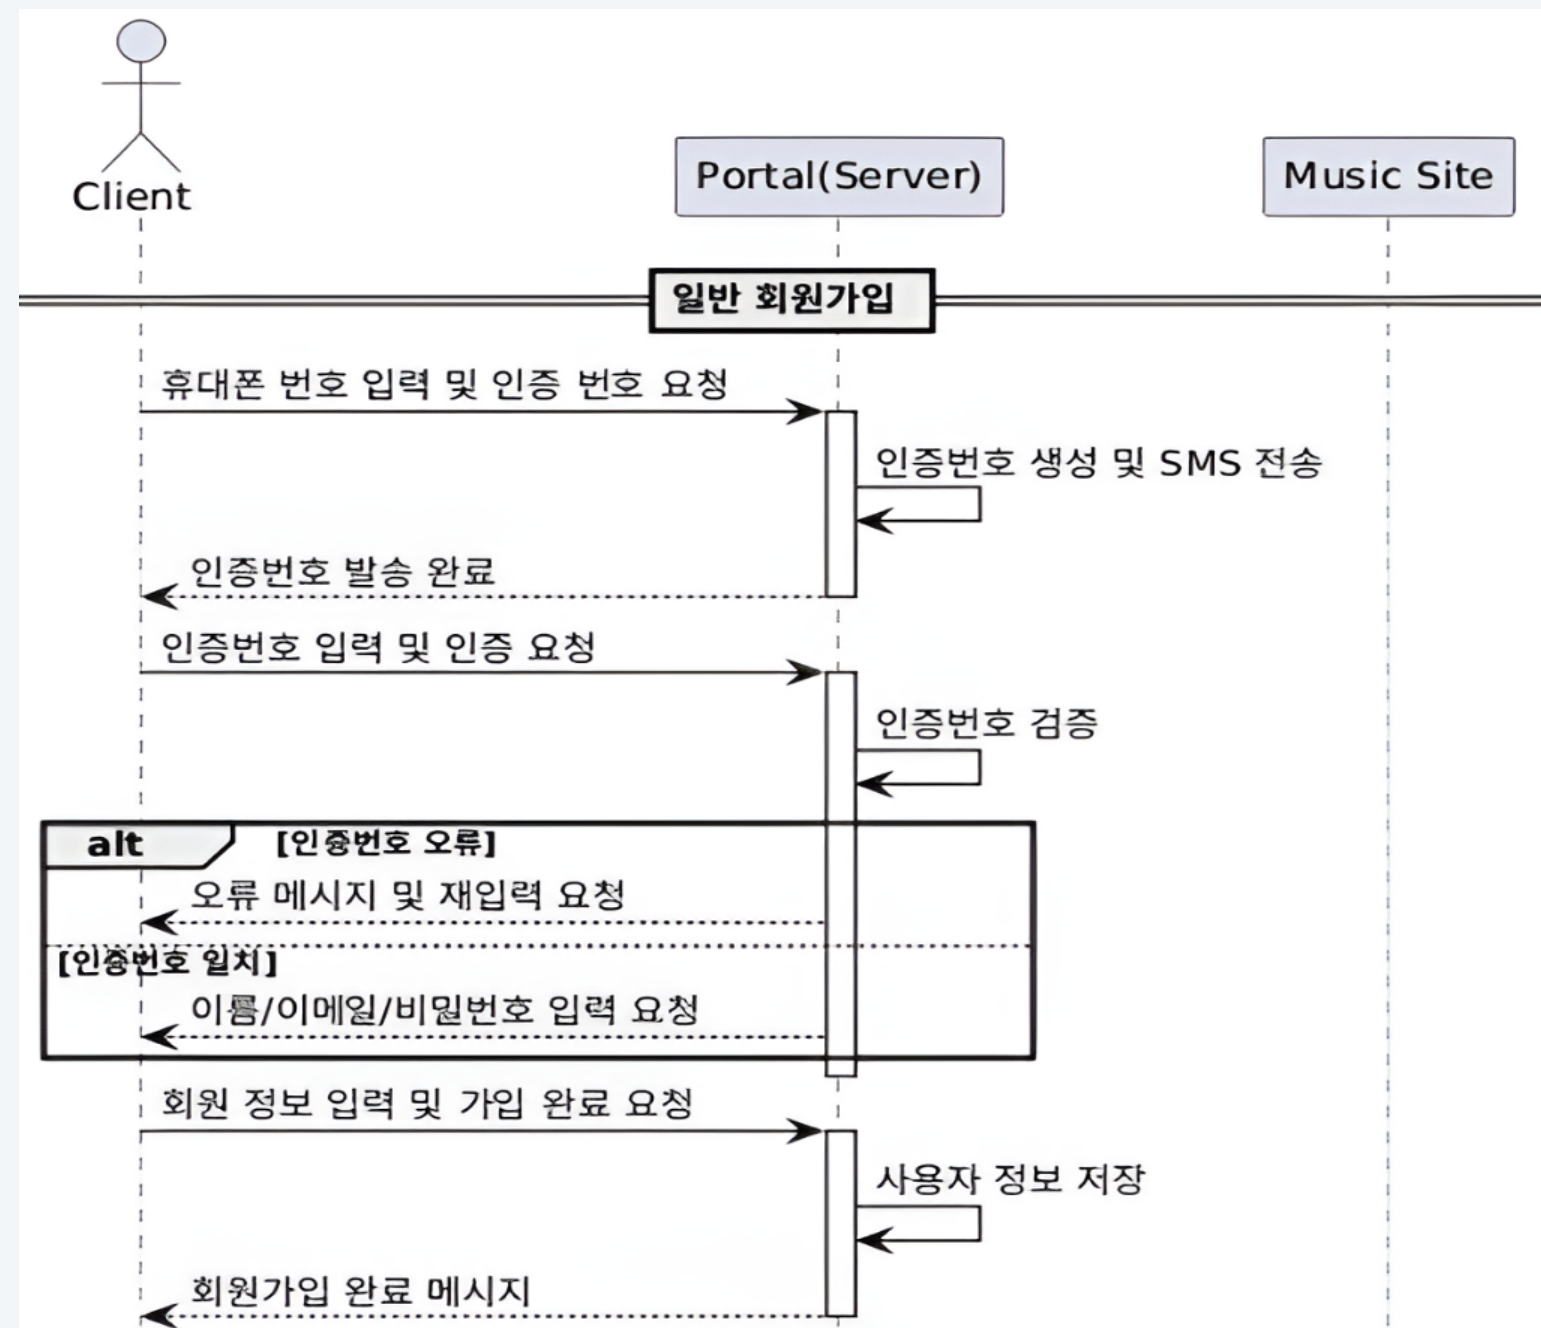 Client
Portal(Server)
Music Site
일반 회원가입
휴대폰 번호 입력 및 인증 번호 요청
인증번호 생성 및 SMS 전송
인증번호 발송 완료
인증번호 입력 및 인증 요청
인증번호 검증
alt [인증번호 오류]
오류 메시지 및 재입력 요청
[인증번호 일치]
이름/이메일/비밀번호 입력 요청
회원 정보 입력 및 가입 완료 요청
사용자 정보 저장
회원가입 완료 메시지